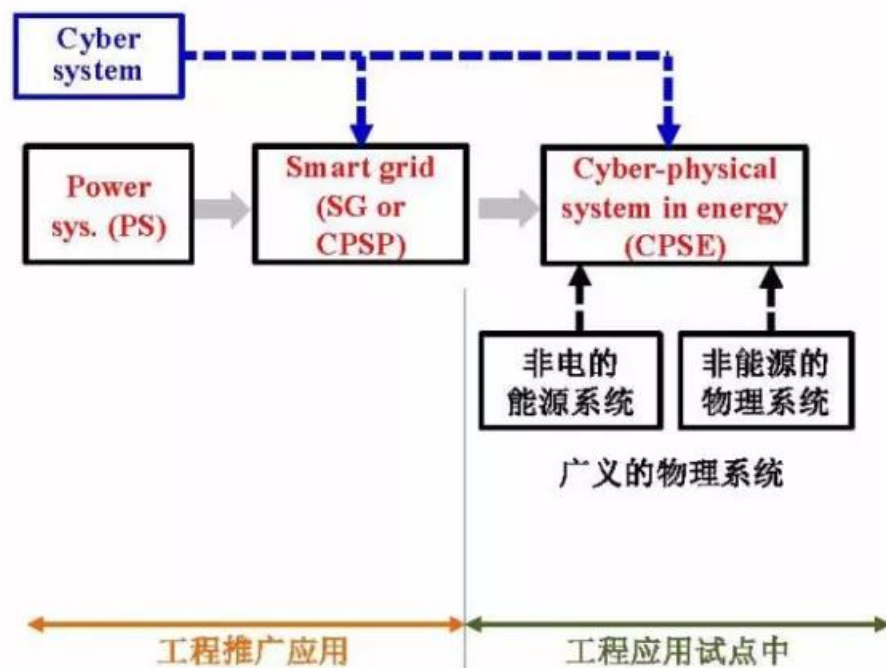 Cyber
system
Power
sys. (PS)
Smart grid
(SG or
CPSP)
Cyber-physical
system in energy
(CPSE)
非电的
能源系统
非能源的
物理系统
广义的物理系统
工程推广应用
工程应用试点中